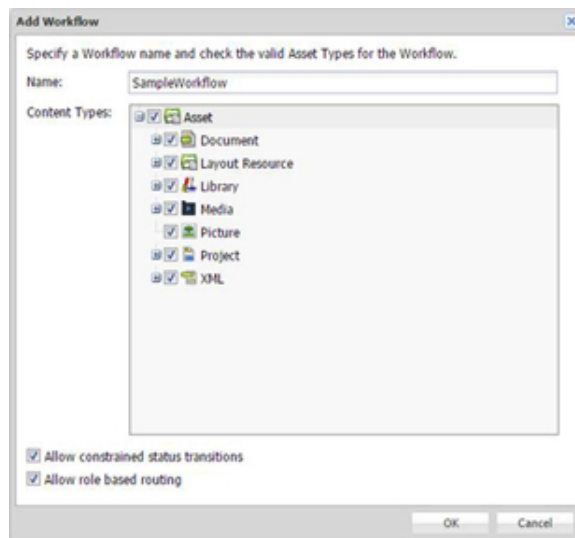 Add Workflow
Specify a Workflow name and check the valid Asset Types for the Workflow.
Name: SampleWorkflow
Content Types: Asset
Document
Layout Resource
Library
Media
Picture
Project
XML
Allow constrained status transitions
Allow role based routing
OK Cancel